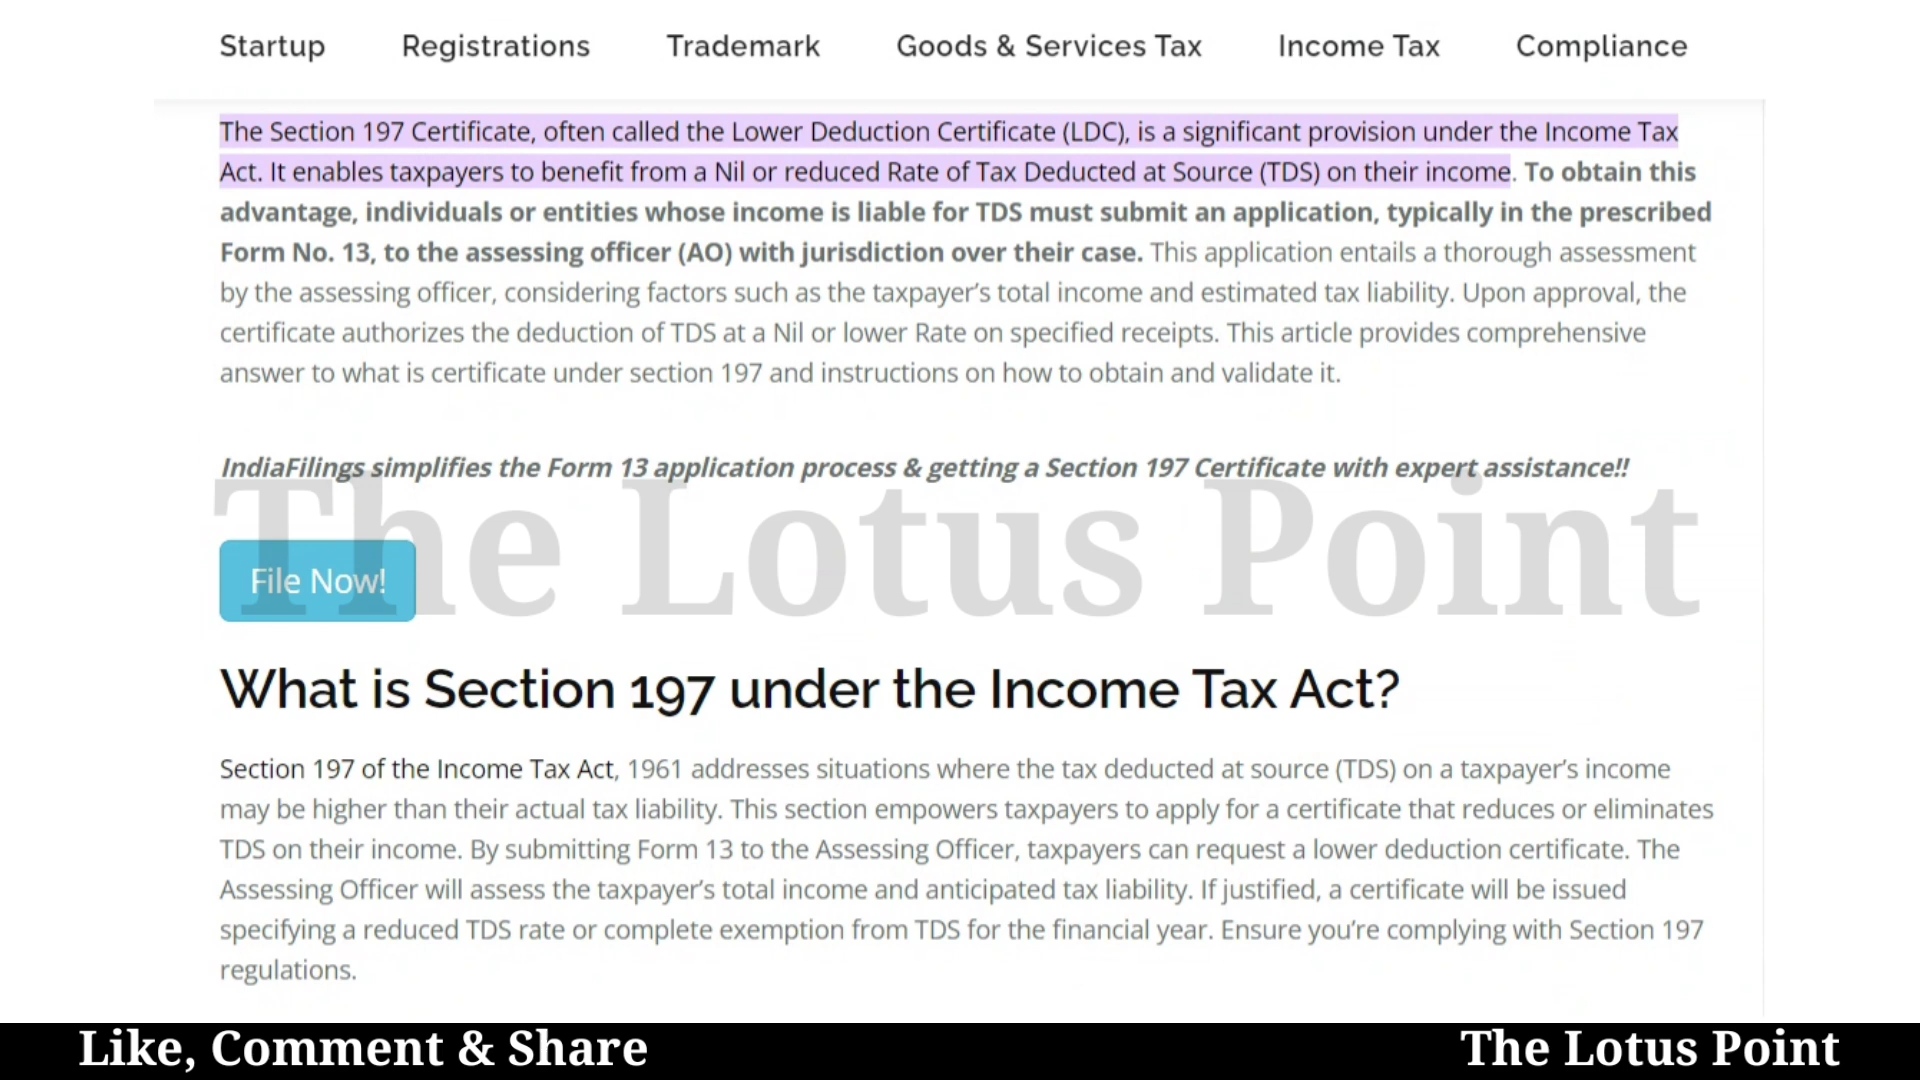 Startup Registrations Trademark Goods & Services Tax Income Tax Compliance
The Section 197 Certificate, often called the Lower Deduction Certificate (LDC), is a significant provision under the Income Tax
Act. It enables taxpayers to benefit from a Nil or reduced Rate of Tax Deducted at Source (TDS) on their income. To obtain this
advantage, individuals or entities whose income is liable for TDS must submit an application, typically in the prescribed
Form No. 13, to the assessing officer (AO) with jurisdiction over their case. This application entails a thorough assessment
by the assessing officer, considering factors such as the taxpayer’s total income and estimated tax liability. Upon approval, the
certificate authorizes the deduction of TDS at a Nil or lower Rate on specified receipts. This article provides comprehensive
answer to what is certificate under section 197 and instructions on how to obtain and validate it.
IndiaFilings simplifies the Form 13 application process & getting a Section 197 Certificate with expert assistance!!
The Lotus Point
File Now!
What is Section 197 under the Income Tax Act?
Section 197 of the Income Tax Act, 1961 addresses situations where the tax deducted at source (TDS) on a taxpayer’s income
may be higher than their actual tax liability. This section empowers taxpayers to apply for a certificate that reduces or eliminates
TDS on their income. By submitting Form 13 to the Assessing Officer, taxpayers can request a lower deduction certificate. The
Assessing Officer will assess the taxpayer’s total income and anticipated tax liability. If justified, a certificate will be issued
specifying a reduced TDS rate or complete exemption from TDS for the financial year. Ensure you’re complying with Section 197
regulations.
Like, Comment & Share The Lotus Point